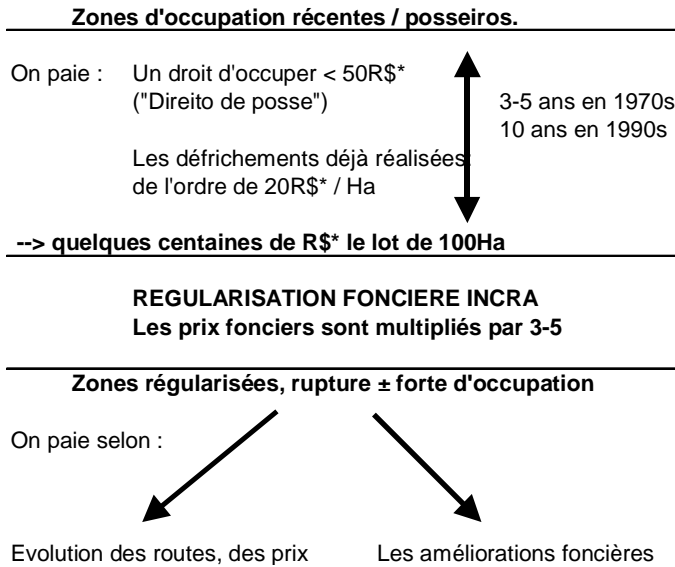 Zones d'occupation récentes / posseiros.
On paie : Un droit d'occuper < 50R$*
("Direito de posse")
3-5 ans en 1970s
10 ans en 1990s
Les défrichements déjà réalisées:
de l'ordre de 20R$* / Ha
--> quelques centaines de R$* le lot de 100Ha
REGULARISATION FONCIERE INCRA
Les prix fonciers sont multipliés par 3-5
Zones régularisées, rupture ± forte d'occupation
On paie selon :
Evolution des routes, des prix
Les améliorations foncières